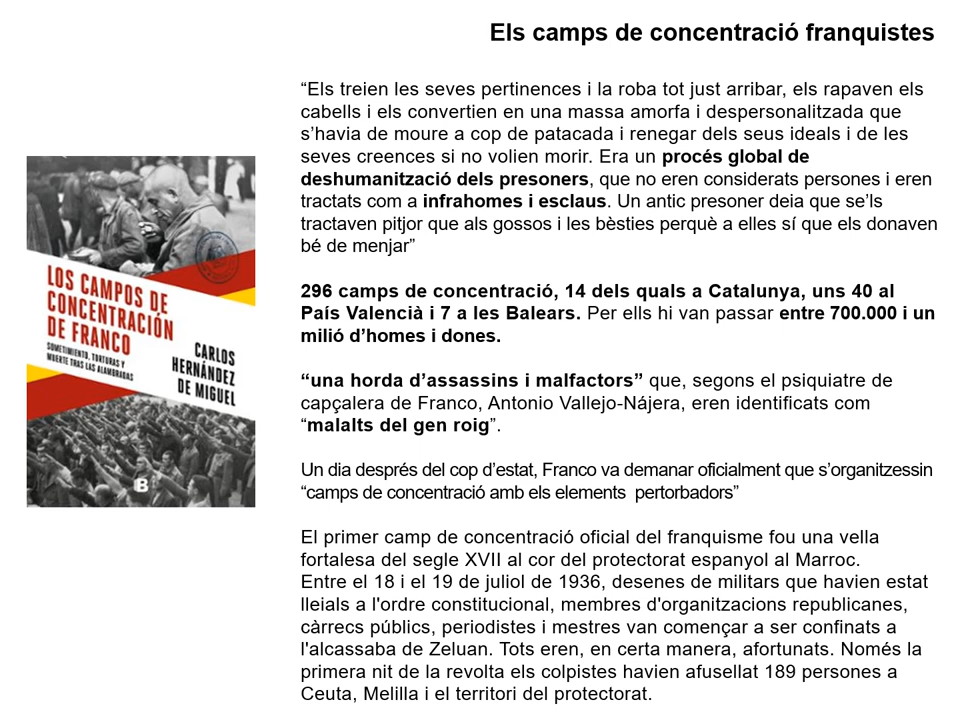 Els camps de concentració franquistes
“Els treien les seves pertinences i la roba tot just arribar, els rapaven els
cabells i els convertien en una massa amorfa i despersonalitzada que
s’havia de moure a cop de patacada i renegar dels seus ideals i de les
seves creences si no volien morir. Era un procés global de
deshumanització dels presoners, que no eren considerats persones i eren
tractats com a infrahomes i esclaus. Un antic presoner deia que se’ls
tractaven pitjor que als gossos i les bèsties perquè a elles sí que els donaven
bé de menjar”
296 camps de concentració, 14 dels quals a Catalunya, uns 40 al
País Valencià i 7 a les Balears. Per ells hi van passar entre 700.000 i un
milió d’homes i dones.
“una horda d’assassins i malfactors” que, segons el psiquiatre de
capçalera de Franco, Antonio Vallejo-Nájera, eren identificats com
“malalts del gen roig”.
Un dia després del cop d’estat, Franco va demanar oficialment que s’organitzessin
“camps de concentració amb els elements  pertorbadors”
El primer camp de concentració oficial del franquisme fou una vella
fortalesa del segle XVII al cor del protectorat espanyol al Marroc.
Entre el 18 i el 19 de juliol de 1936, desenes de militars que havien estat
lleials a l'ordre constitucional, membres d'organitzacions republicanes,
càrrecs públics, periodistes i mestres van començar a ser confinats a
l'alcassaba de Zeluan. Tots eren, en certa manera, afortunats. Només la
primera nit de la revolta els colpistes havien afusellat 189 persones a
Ceuta, Melilla i el territori del protectorat.
LOS CAMPOS DE
CONCENTRACIÓN
DE FRANCO
SOMETIMIENTO, TORTURAS Y
MUERTE TRAS LAS ALAMBRADAS
CARLOS
HERNÁNDEZ
DE MIGUEL
B